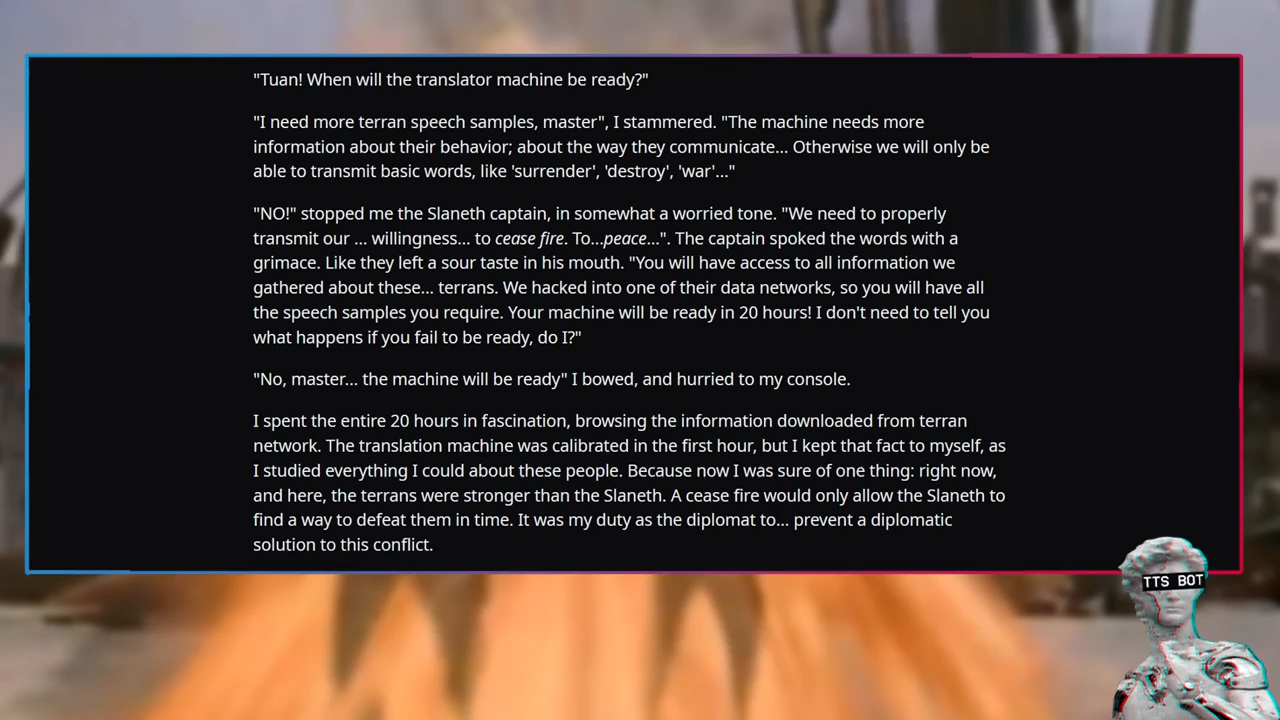 "Tuan! When will the translator machine be ready?"
"I need more terran speech samples, master", I stammered. "The machine needs more
information about their behavior; about the way they communicate... Otherwise we will only be
able to transmit basic words, like 'surrender', 'destroy', 'war'..."
"NO!" stopped me the Slaneth captain, in somewhat a worried tone. "We need to properly
transmit our ... willingness... to cease fire. To...peace...". The captain spoked the words with a
grimace. Like they left a sour taste in his mouth. "You will have access to all information we
gathered about these... terrans. We hacked into one of their data networks, so you will have all
the speech samples you require. Your machine will be ready in 20 hours! I don't need to tell you
what happens if you fail to be ready, do I?"
"No, master... the machine will be ready" I bowed, and hurried to my console.
I spent the entire 20 hours in fascination, browsing the information downloaded from terran
network. The translation machine was calibrated in the first hour, but I kept that fact to myself, as
I studied everything I could about these people. Because now I was sure of one thing: right now,
and here, the terrans were stronger than the Slaneth. A cease fire would only allow the Slaneth to
find a way to defeat them in time. It was my duty as the diplomat to... prevent a diplomatic
solution to this conflict.
TTS BOT